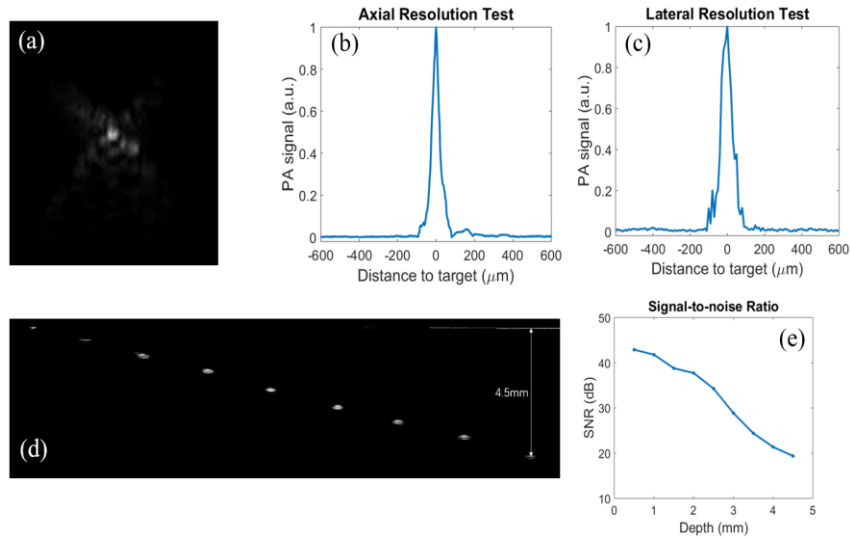 (a)
Axial Resolution Test
(b)
PA signal (a.u.)
1
0.8
0.6
0.4
0.2
0
-600 -400 -200 0 200 400 600
Distance to target (μm)
Lateral Resolution Test
(c)
PA signal (a.u.)
1
0.8
0.6
0.4
0.2
0
-600 -400 -200 0 200 400 600
Distance to target (μm)
(d)
4.5mm
Signal-to-noise Ratio
(e)
SNR (dB)
50
40
30
20
10
0 1 2 3 4 5
Depth (mm)